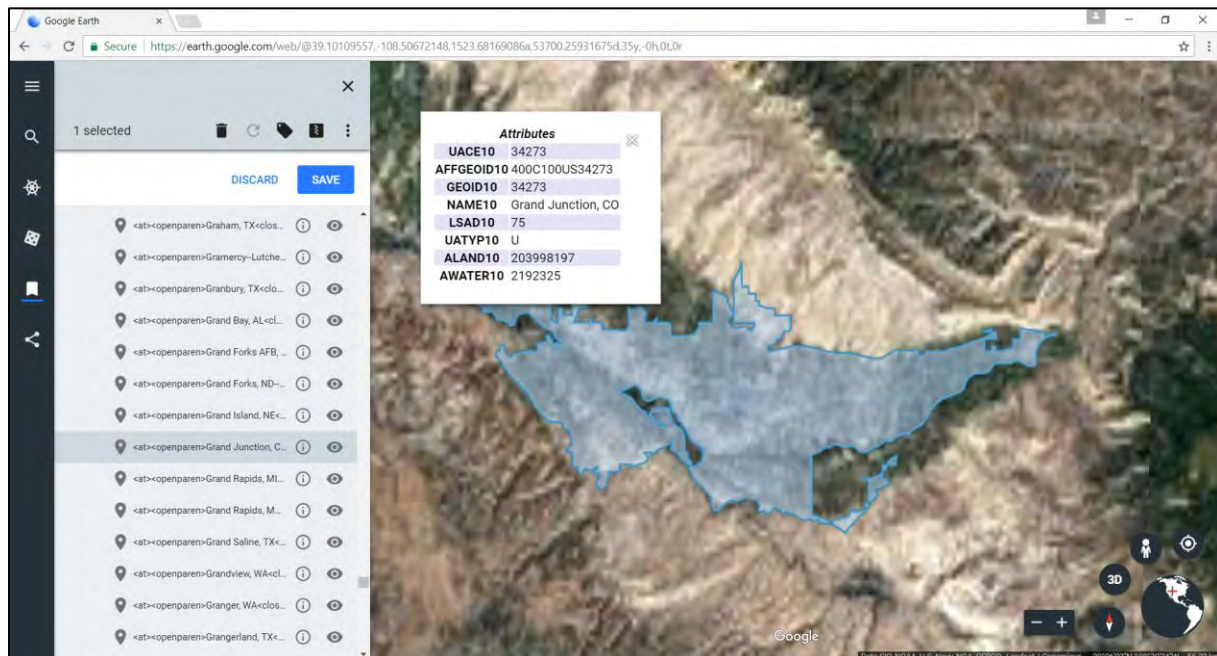 Google Earth
Secure | https://earth.google.com/web/@39.10109557,-108.50672148,1523.68169086a,53700.25931675d,35y,-0h,0t,0r
1 selected
DISCARD SAVE
<at><openparen>Graham, TX<clos...
<at><openparen>Gramercy--Lutche...
<at><openparen>Granbury, TX<clo...
<at><openparen>Grand Bay, AL<cl...
<at><openparen>Grand Forks AFB, ...
<at><openparen>Grand Forks, ND--...
<at><openparen>Grand Island, NE<...
<at><openparen>Grand Junction, C...
<at><openparen>Grand Rapids, MI...
<at><openparen>Grand Rapids, M...
<at><openparen>Grand Saline, TX<...
<at><openparen>Grandview, WA<cl...
<at><openparen>Granger, WA<clos...
<at><openparen>Grangerland, TX<...
Attributes
UACE10 34273
AFFGEOID10 400C100US34273
GEOID10 34273
NAME10 Grand Junction, CO
LSAD10 75
UATYP10 U
ALAND10 203998197
AWATER10 2192325
3D
Google